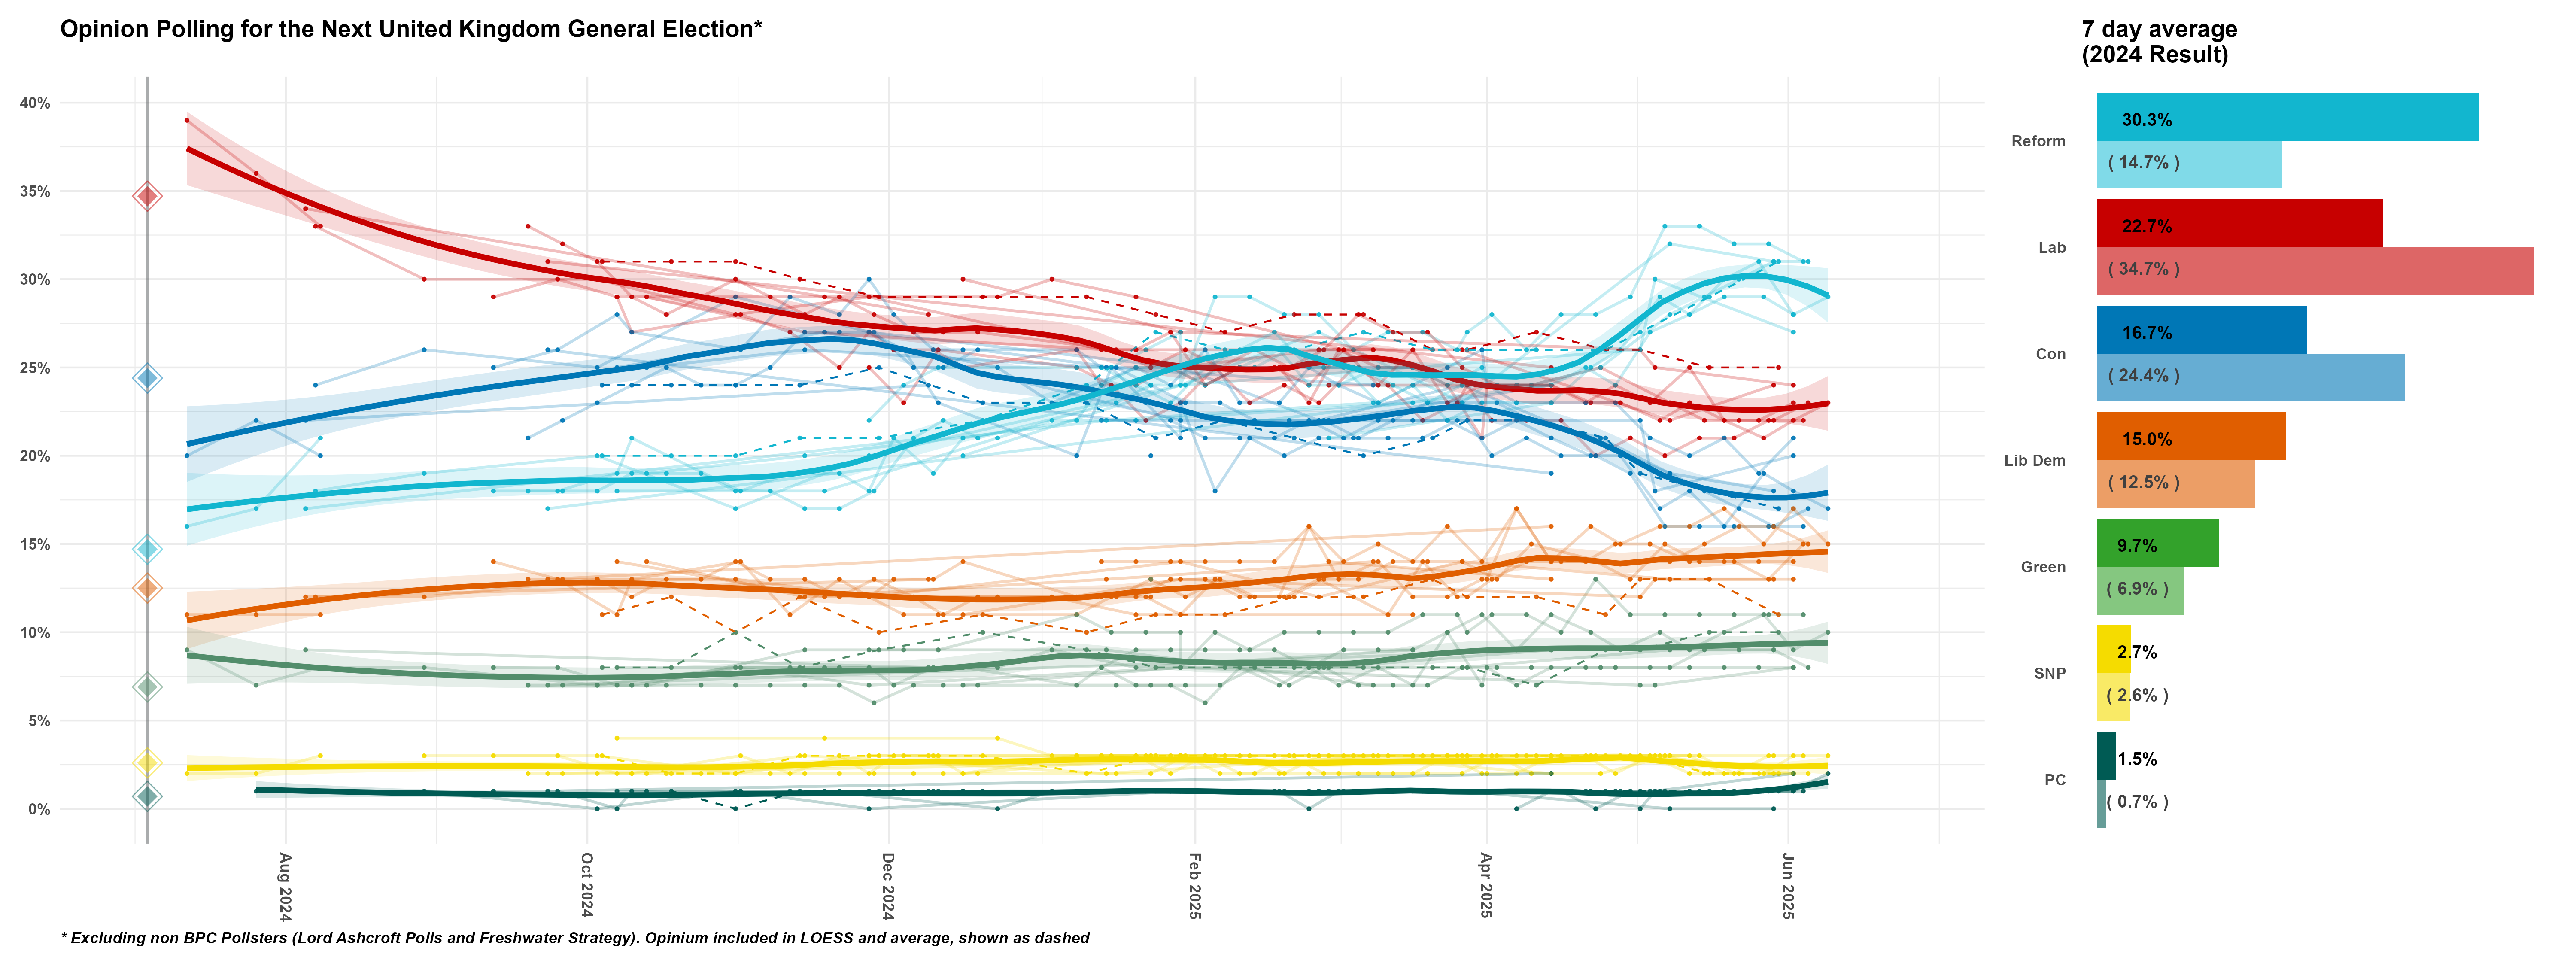 Opinion Polling for the Next United Kingdom General Election*
7 day average
(2024 Result)
40%
35%
30%
25%
20%
15%
10%
5%
0%
Aug 2024
Oct 2024
Dec 2024
Feb 2025
Apr 2025
Jun 2025
Reform
30.3%
( 14.7% )
Lab
22.7%
( 34.7% )
Con
16.7%
( 24.4% )
Lib Dem
15.0%
( 12.5% )
Green
9.7%
( 6.9% )
SNP
2.7%
( 2.6% )
PC
1.5%
( 0.7% )
* Excluding non BPC Pollsters (Lord Ashcroft Polls and Freshwater Strategy). Opinium included in LOESS and average, shown as dashed